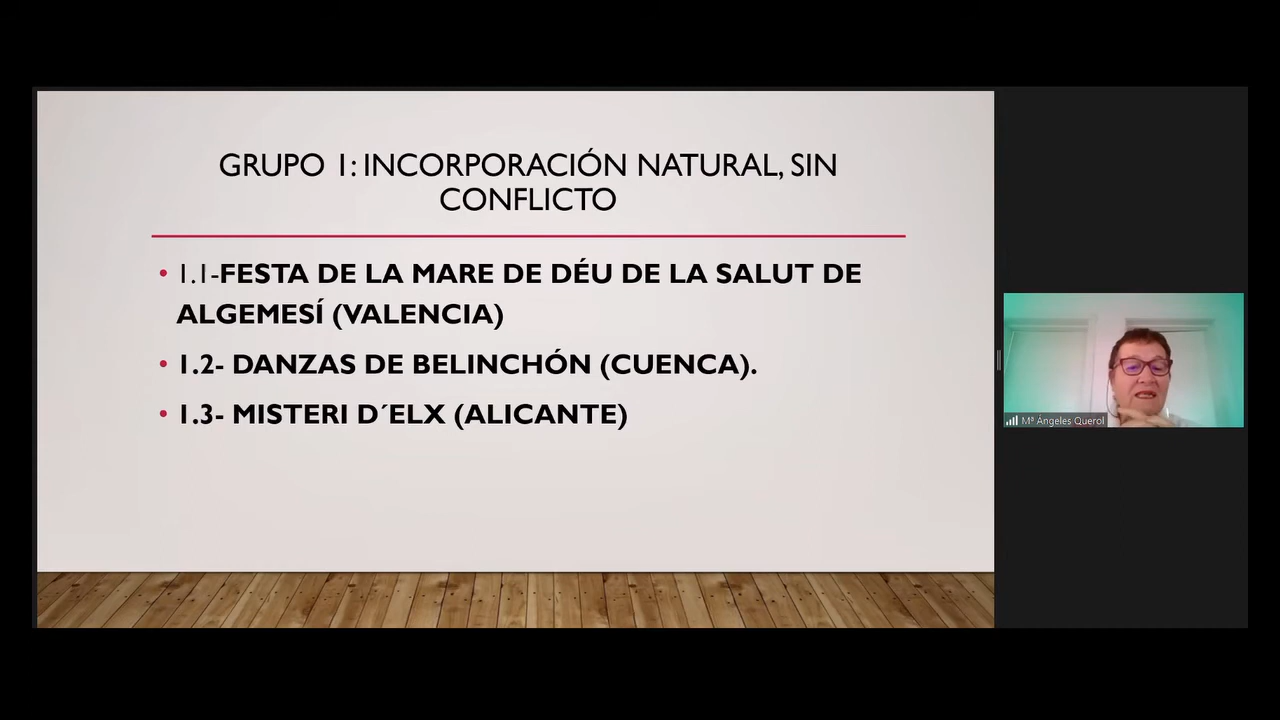 GRUPO 1: INCORPORACIÓN NATURAL, SIN
CONFLICTO
• 1.1-FESTA DE LA MARE DE DÉU DE LA SALUT DE
ALGEMESÍ (VALENCIA)
• 1.2- DANZAS DE BELINCHÓN (CUENCA).
• 1.3- MISTERI D´ELX (ALICANTE)
Mª Ángeles Querol